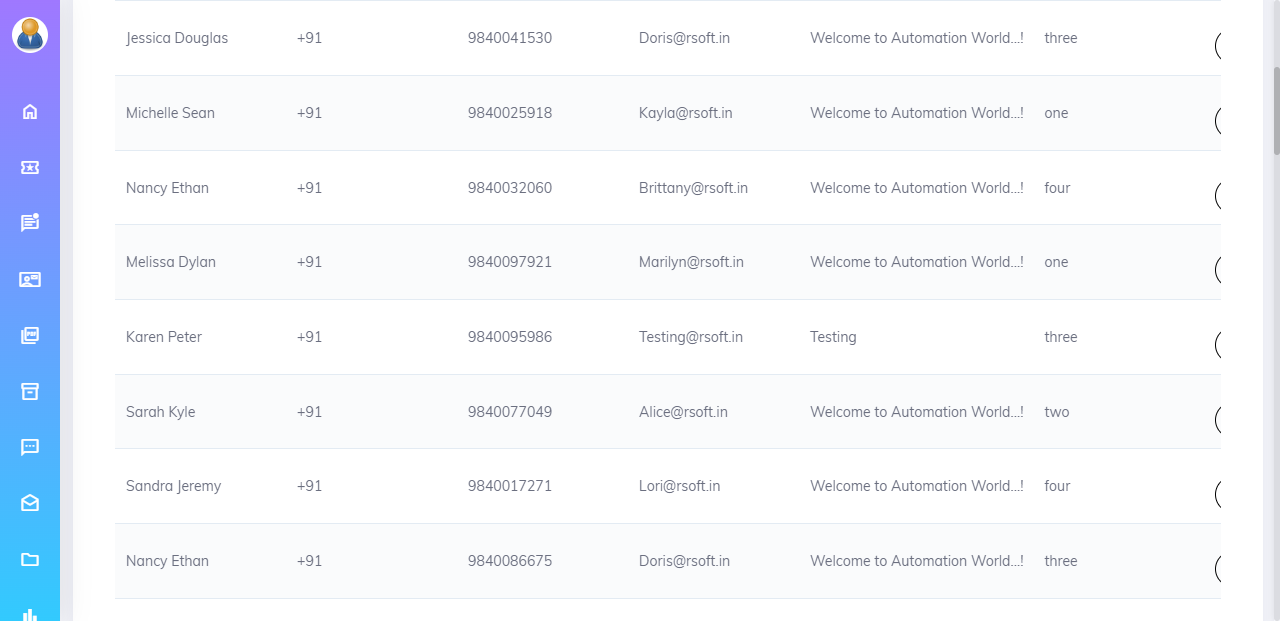 Jessica Douglas +91 9840041530 Doris@rsoft.in Welcome to Automation World...! three
Michelle Sean +91 9840025918 Kayla@rsoft.in Welcome to Automation World...! one
Nancy Ethan +91 9840032060 Brittany@rsoft.in Welcome to Automation World...! four
Melissa Dylan +91 9840097921 Marilyn@rsoft.in Welcome to Automation World...! one
Karen Peter +91 9840095986 Testing@rsoft.in Testing three
Sarah Kyle +91 9840077049 Alice@rsoft.in Welcome to Automation World...! two
Sandra Jeremy +91 9840017271 Lori@rsoft.in Welcome to Automation World...! four
Nancy Ethan +91 9840086675 Doris@rsoft.in Welcome to Automation World...! three